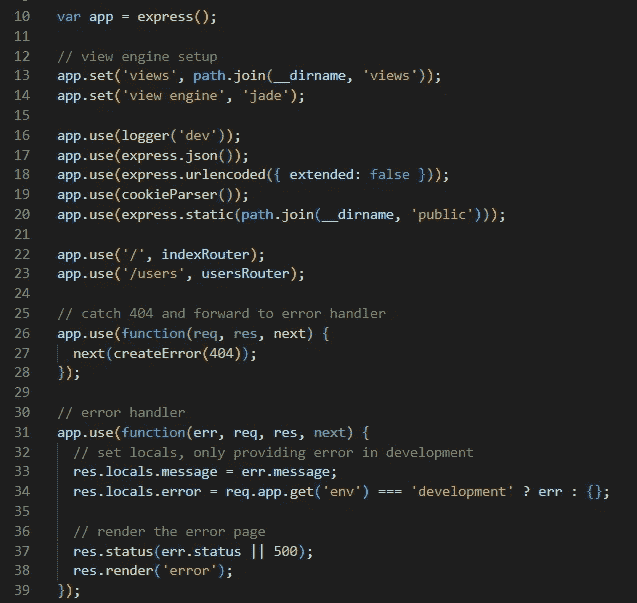 10 var app = express();
11
12 // view engine setup
13 app.set('views', path.join(__dirname, 'views'));
14 app.set('view engine', 'jade');
15
16 app.use(logger('dev'));
17 app.use(express.json());
18 app.use(express.urlencoded({ extended: false }));
19 app.use(cookieParser());
20 app.use(express.static(path.join(__dirname, 'public')));
21
22 app.use('/', indexRouter);
23 app.use('/users', usersRouter);
24
25 // catch 404 and forward to error handler
26 app.use(function(req, res, next) {
27   next(createError(404));
28 });
29
30 // error handler
31 app.use(function(err, req, res, next) {
32   // set locals, only providing error in development
33   res.locals.message = err.message;
34   res.locals.error = req.app.get('env') === 'development' ? err : {};
35
36   // render the error page
37   res.status(err.status || 500);
38   res.render('error');
39 });